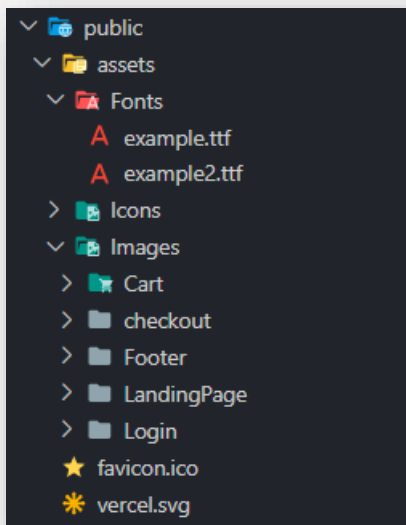 public
assets
Fonts
example.ttf
example2.ttf
Icons
Images
Cart
checkout
Footer
LandingPage
Login
favicon.ico
vercel.svg